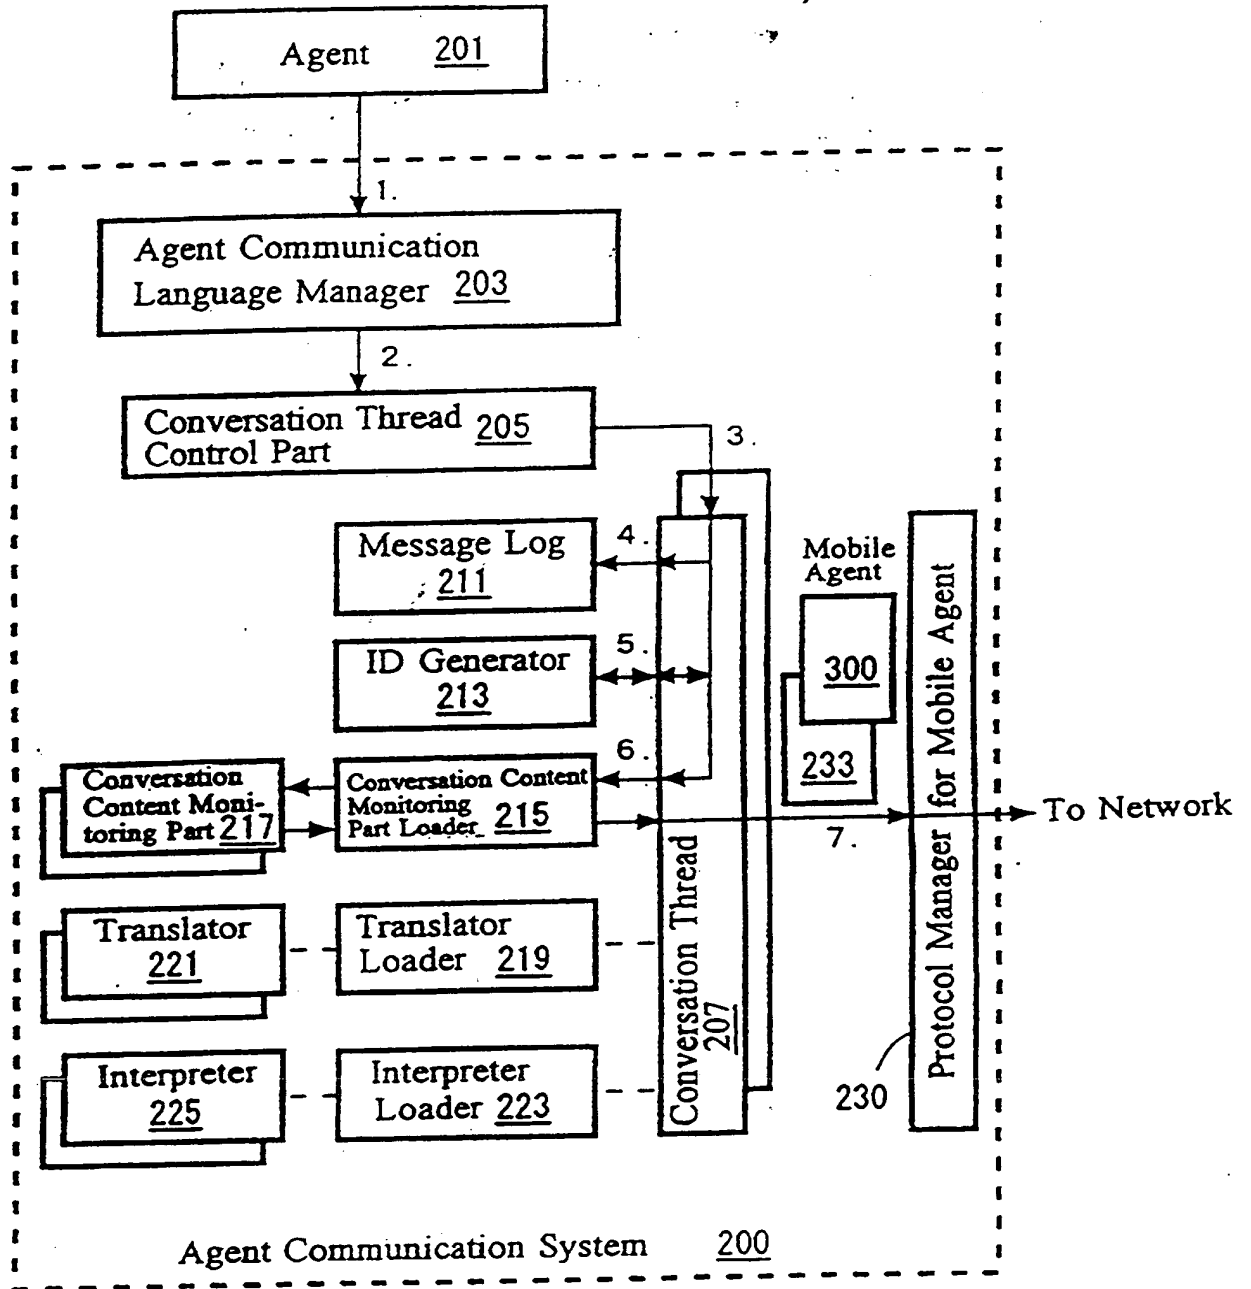 Agent 201
1.
Agent Communication
Language Manager 203
2.
Conversation Thread 205
Control Part
3.
Message Log
211
4.
ID Generator
213
5.
6.
Conversation
Content Moni-
toring Part 217
Conversation Content
Monitoring
Part Loader 215
Translator
221
Translator
Loader 219
Interpreter
225
Interpreter
Loader 223
Conversation Thread
207
Mobile
Agent
300
233
7.
Protocol Manager for Mobile Agent
230
To Network
Agent Communication System 200